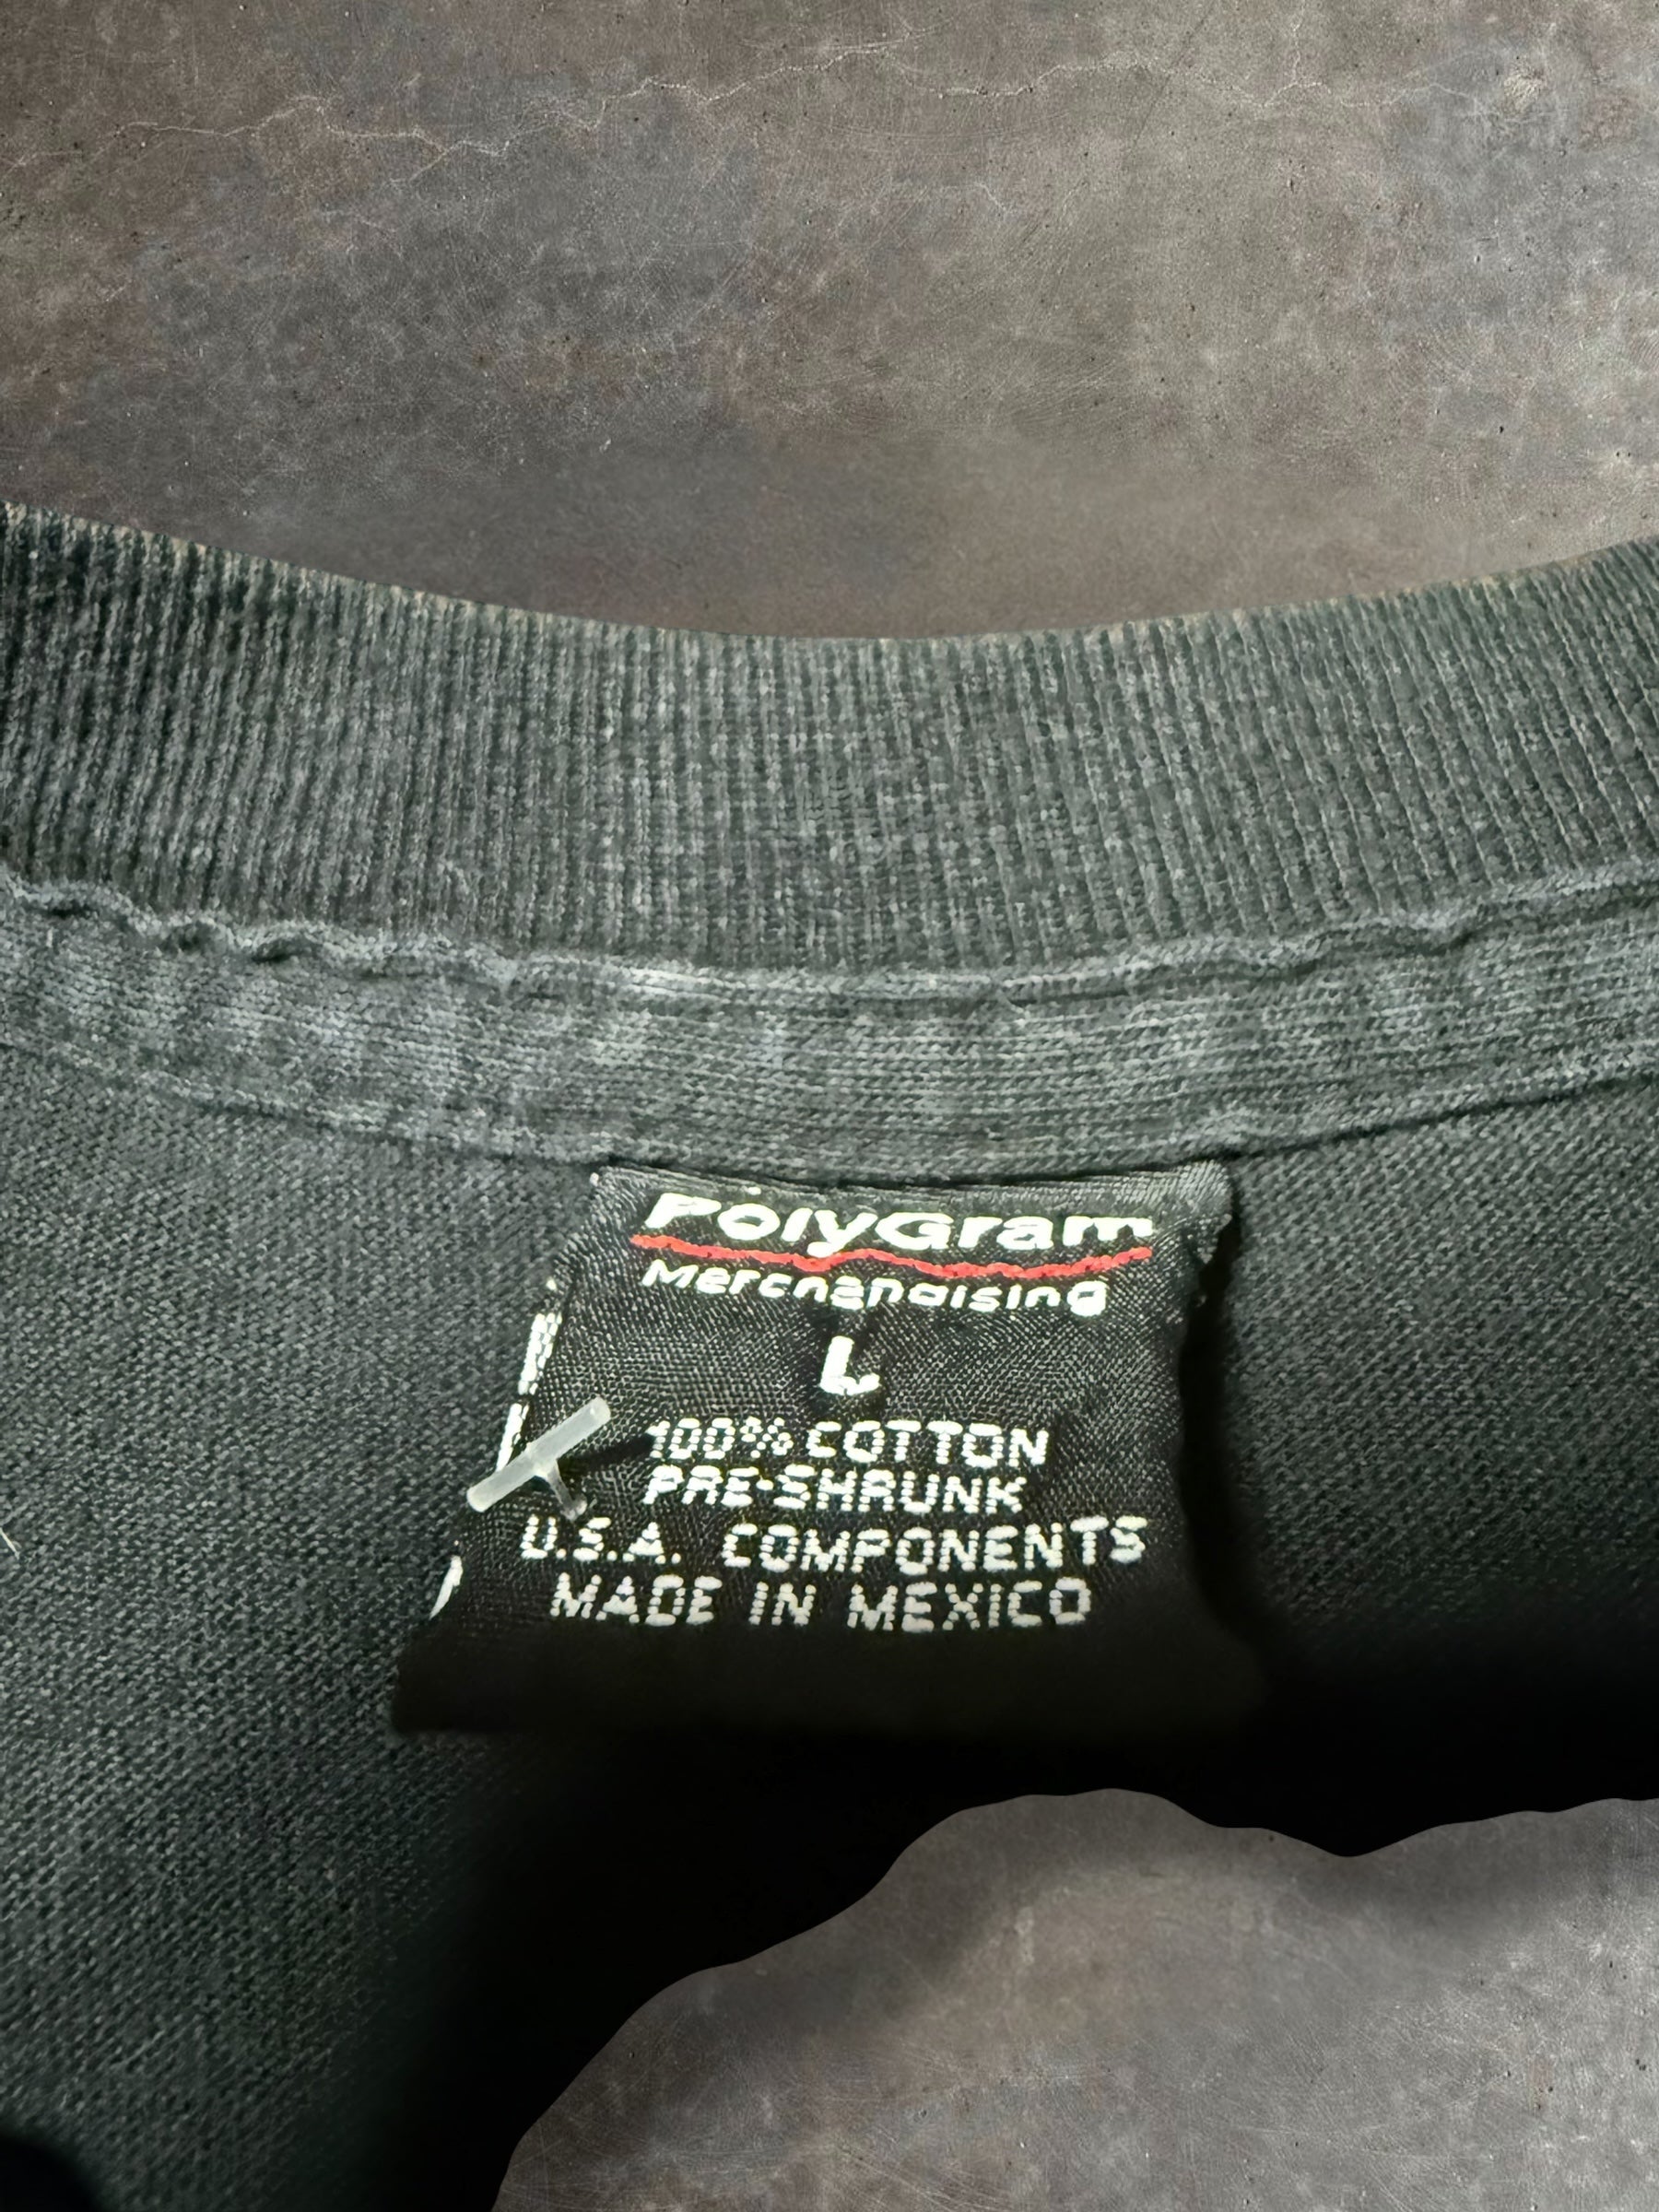 PolyGram
Merchandising
L
100% COTTON
PRE-SHRUNK
U.S.A. COMPONENTS
MADE IN MEXICO